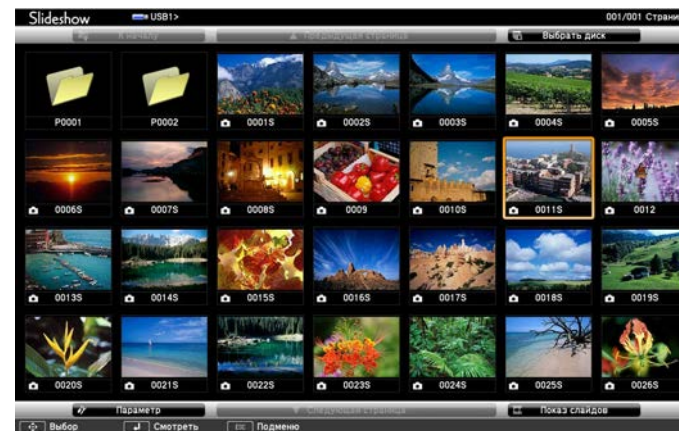 Slideshow USB1> 001/001 Страни
К началу ▲ Предыдущая страница Выбрать диск
P0001 P0002 0001S 0002S 0003S 0004S 0005S
0006S 0007S 0008S 0009 0010S 0011S 0012
0013S 0014S 0015S 0016S 0017S 0018S 0019S
0020S 0021S 0022S 0023S 0024S 0025S 0026S
Параметр ▼ Следующая страница Показ слайдов
Выбор Смотреть ESC Подменю